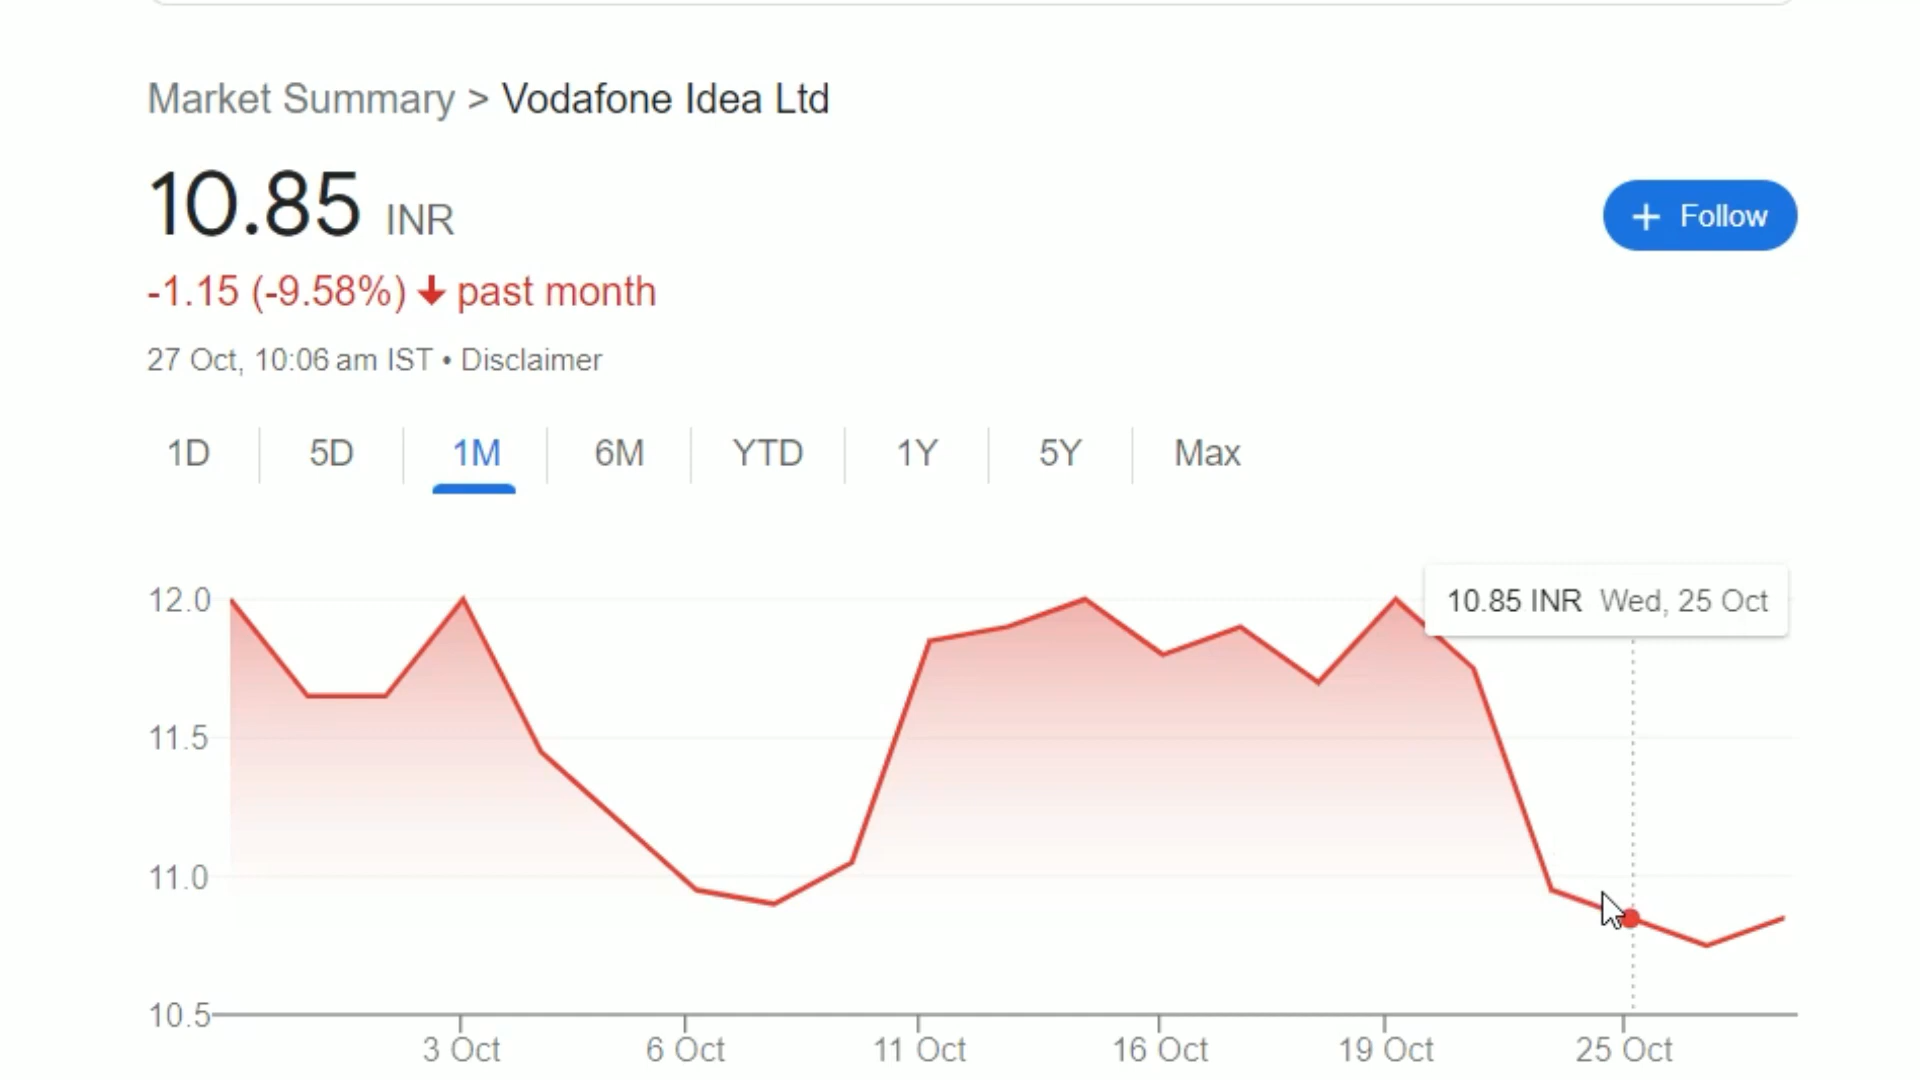 Market Summary > Vodafone Idea Ltd
10.85 INR
+ Follow
-1.15 (-9.58%) ↓ past month
27 Oct, 10:06 am IST • Disclaimer
1D 5D 1M 6M YTD 1Y 5Y Max
12.0
10.85 INR Wed, 25 Oct
11.5
11.0
10.5
3 Oct 6 Oct 11 Oct 16 Oct 19 Oct 25 Oct